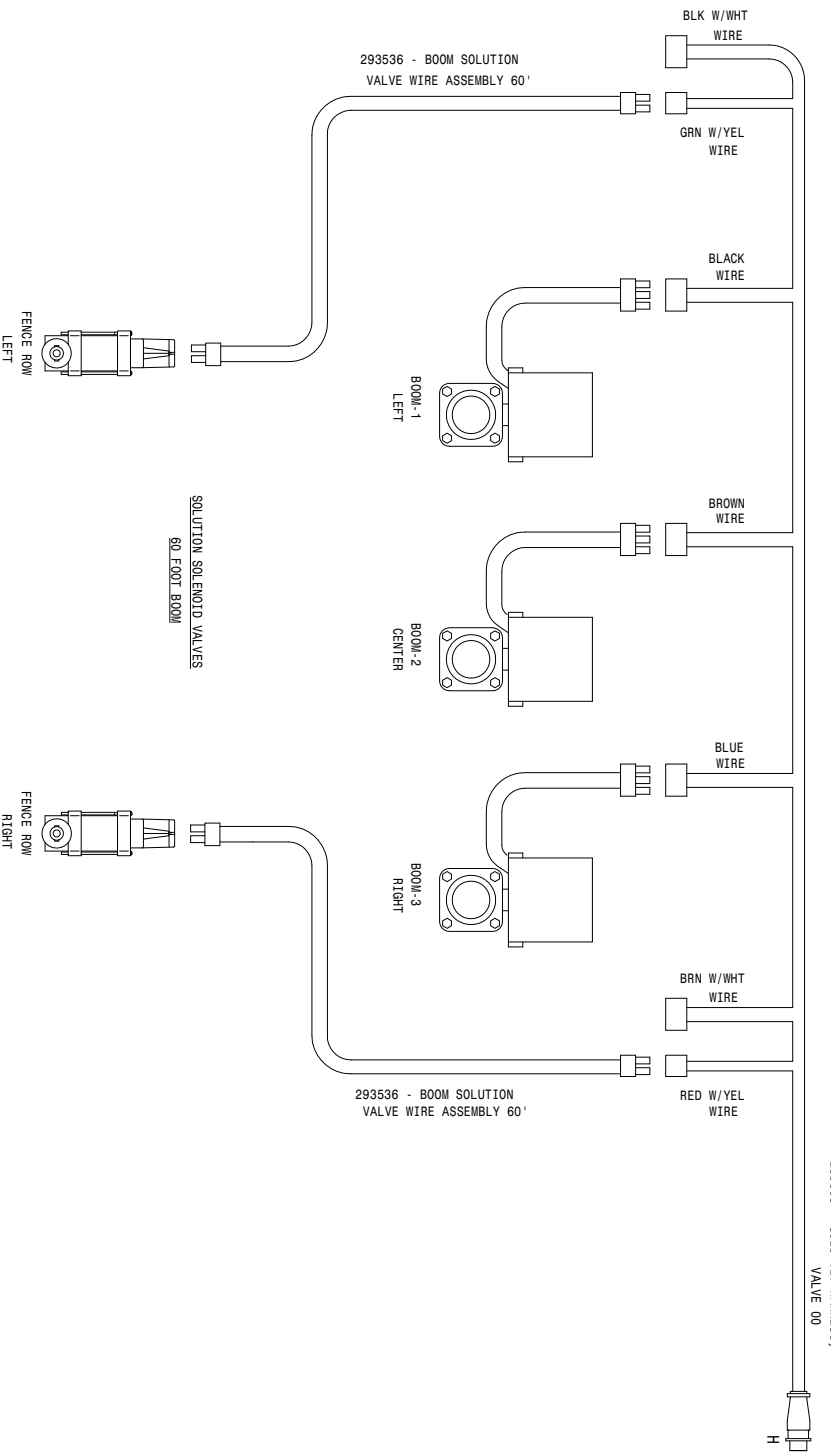 BLK W/WHT
WIRE
293536 - BOOM SOLUTION
VALVE WIRE ASSEMBLY 60'
GRN W/YEL
WIRE
BLACK
WIRE
FENCE ROW
LEFT
BOOM-1
LEFT
SOLUTION SOLENOID VALVES
60 FOOT BOOM
BROWN
WIRE
BOOM-2
CENTER
BLUE
WIRE
FENCE ROW
RIGHT
BOOM-3
RIGHT
BRN W/WHT
WIRE
293536 - BOOM SOLUTION
VALVE WIRE ASSEMBLY 60'
RED W/YEL
WIRE
VALVE 00
H